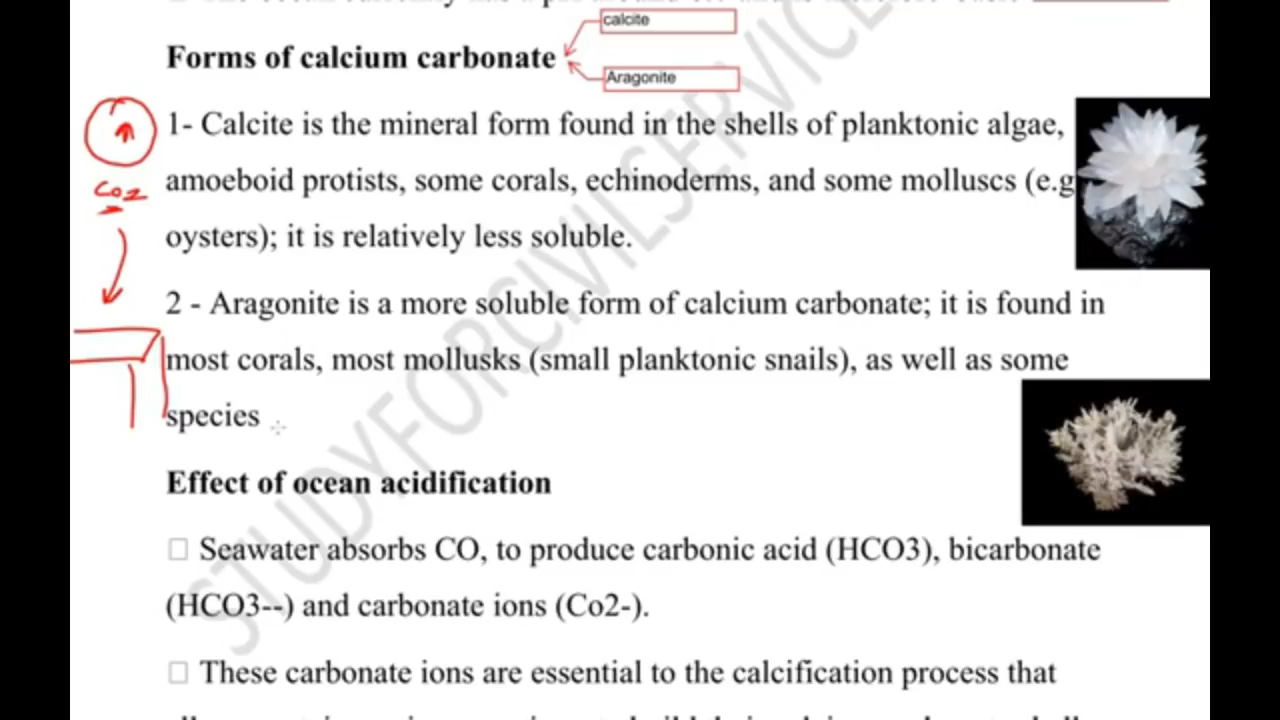 calcite
Forms of calcium carbonate
Aragonite
1- Calcite is the mineral form found in the shells of planktonic algae,
CO2
amoeboid protists, some corals, echinoderms, and some molluscs (e.g
oysters); it is relatively less soluble.
2 - Aragonite is a more soluble form of calcium carbonate; it is found in
most corals, most mollusks (small planktonic snails), as well as some
species
Effect of ocean acidification
Seawater absorbs CO, to produce carbonic acid (HCO3), bicarbonate
(HCO3--) and carbonate ions (Co2-).
These carbonate ions are essential to the calcification process that
STUDYFORCIVILSERVICE